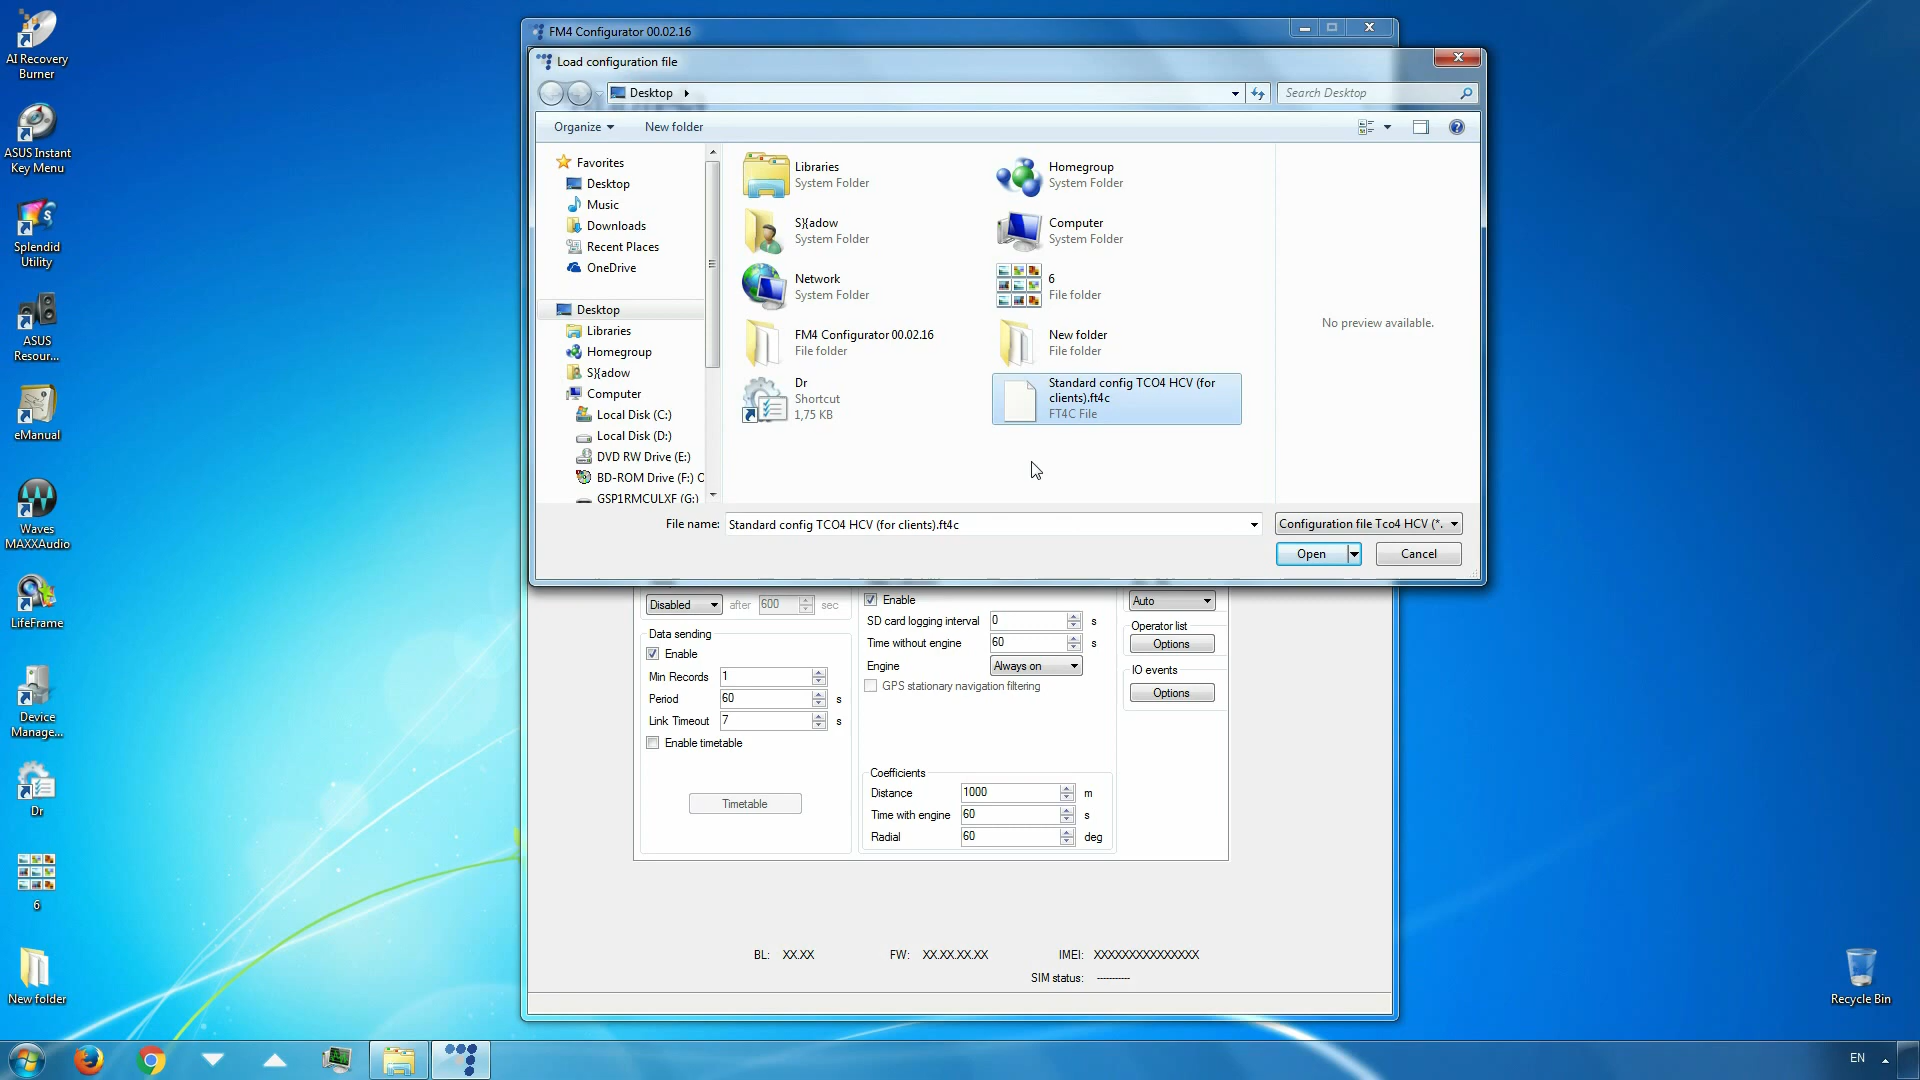 AI Recovery
Burner
ASUS Instant
Key Menu
Splendid
Utility
ASUS
Resour...
eManual
Waves
MAXXAudio
LifeFrame
Device
Manage...
Dr
6
New folder
FM4 Configurator 00.02.16
Load configuration file
Desktop
Search Desktop
Organize
New folder
Favorites
Desktop
Music
Downloads
Recent Places
OneDrive
Desktop
Libraries
Homegroup
S}{adow
Computer
Local Disk (C:)
Local Disk (D:)
DVD RW Drive (E:)
BD-ROM Drive (F:) C
GSP1RMCULXF (G:)
Libraries
System Folder
Homegroup
System Folder
S}{adow
System Folder
Computer
System Folder
Network
System Folder
6
File folder
FM4 Configurator 00.02.16
File folder
New folder
File folder
Dr
Shortcut
1,75 KB
Standard config TCO4 HCV (for
clients).ft4c
FT4C File
No preview available.
File name: Standard config TCO4 HCV (for clients).ft4c
Configuration file Tco4 HCV (*.
Open
Cancel
Disabled after 600 sec
Data sending
Enable
Min Records 1
Period 60 s
Link Timeout 7 s
Enable timetable
Timetable
Enable
SD card logging interval 0 s
Time without engine 60 s
Engine Always on
GPS stationary navigation filtering
Coefficients
Distance 1000 m
Time with engine 60 s
Radial 60 deg
Auto
Operator list
Options
IO events
Options
BL: XX.XX FW: XX.XX.XX.XX IMEI: XXXXXXXXXXXXXXX
SIM status: -----------
Recycle Bin
EN